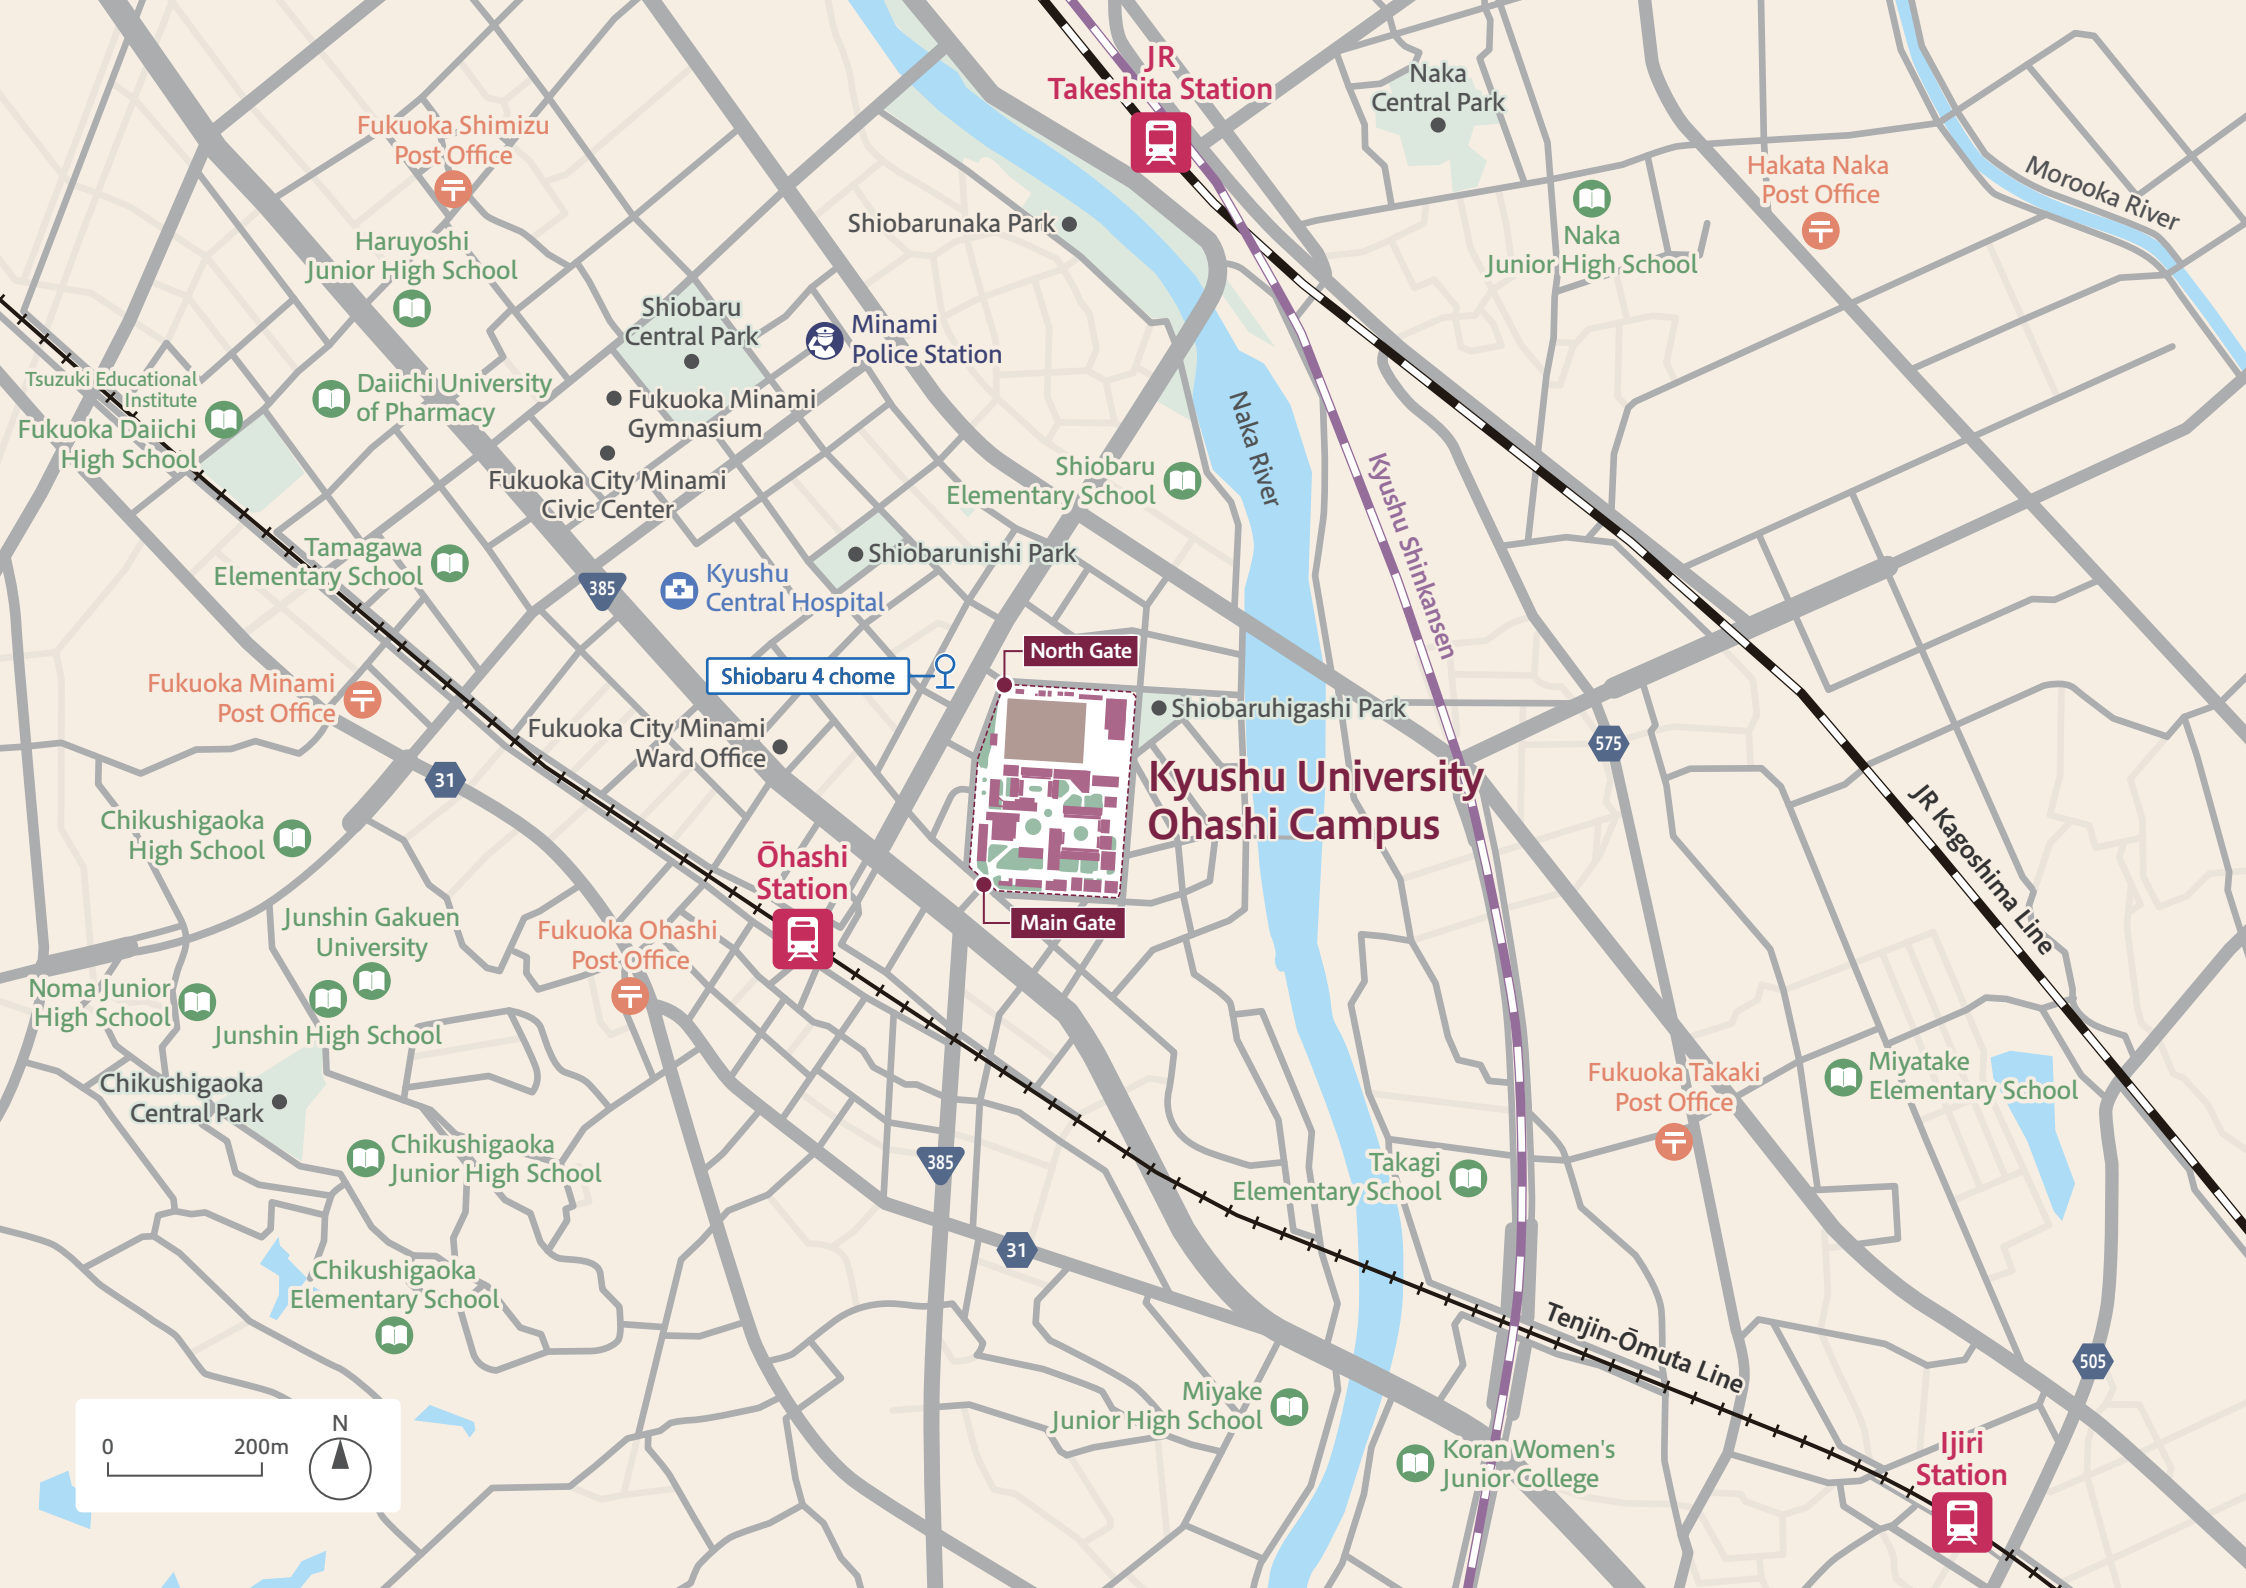 JR
Takeshita Station
Naka
Central Park
Fukuoka Shimizu
Post Office
Hakata Naka
Post Office
Morooka River
Shiobarunaka Park
Naka
Junior High School
Haruyoshi
Junior High School
Shiobaru
Central Park
Minami
Police Station
Tsuzuki Educational
Institute
Fukuoka Daiichi
High School
Daiichi University
of Pharmacy
Fukuoka Minami
Gymnasium
Naka River
Fukuoka City Minami
Civic Center
Shiobaru
Elementary School
Kyushu Shinkansen
Tamagawa
Elementary School
385
Kyushu
Central Hospital
Shiobarunishi Park
North Gate
Shiobaru 4 chome
Fukuoka Minami
Post Office
Shiobaruhigashi Park
Fukuoka City Minami
Ward Office
575
31
Kyushu University
Ohashi Campus
JR Kagoshima Line
Chikushigaoka
High School
Ōhashi
Station
Main Gate
Junshin Gakuen
University
Fukuoka Ohashi
Post Office
Noma Junior
High School
Junshin High School
Chikushigaoka
Central Park
Fukuoka Takaki
Post Office
Miyatake
Elementary School
Chikushigaoka
Junior High School
385
Takagi
Elementary School
31
Chikushigaoka
Elementary School
Tenjin-Ōmuta Line
505
Miyake
Junior High School
Koran Women's
Junior College
Ijiri
Station
0
200m
N